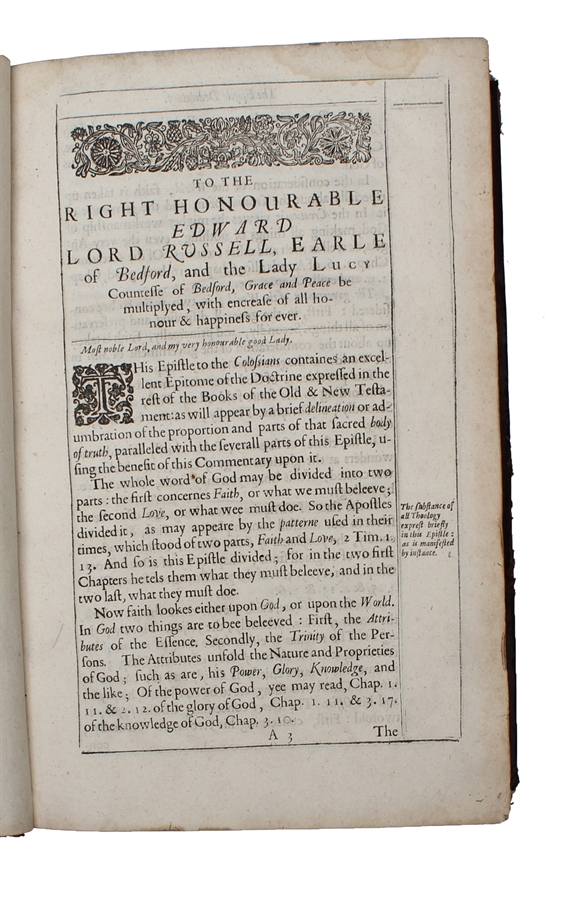 TO THE
RIGHT HONOURABLE
EDWARD
LORD RVSSELL, EARLE
of Bedford, and the Lady LUCY
Countesse of Bedford, Grace and Peace be
multiplyed, with encrease of all ho-
nour & happiness for ever.
Most noble Lord, and my very honourable good Lady,
THis Epistle to the Colossians containes an excel-
lent Epitome of the Doctrine expressed in the
rest of the Books of the Old & New Testa-
ment: as will appear by a brief delineation or ad-
umbration of the proportion and parts of that sacred body
of truth, paralleled with the severall parts of this Epistle, u-
sing the benefit of this Commentary upon it.
The whole word of God may be divided into two
parts: the first concernes Faith, or what we must beleeve;
the second Love, or what wee must doe. So the Apostles
divided it, as may appeare by the patterne used in their
times, which stood of two parts, Faith and Love, 2 Tim. 1.
13. And so is this Epistle divided; for in the two first
Chapters he tels them what they must beleeve, and in the
two last, what they must doe.
Now faith lookes either upon God, or upon the World.
In God two things are to bee beleeved: First, the Attri-
butes of the Essence. Secondly, the Trinity of the Per-
sons. The Attributes unfold the Nature and Proprieties
of God; such as are, his Power, Glory, Knowledge, and
the like; Of the power of God, yee may read, Chap. 1.
11. & 2. 12. of the glory of God, Chap. 1. 11. & 3. 17.
of the knowledge of God, Chap. 3. 10.
A 3 The
The substance of
all Theology
exprest briefly
in this Epistle:
as is manifested
by instance.